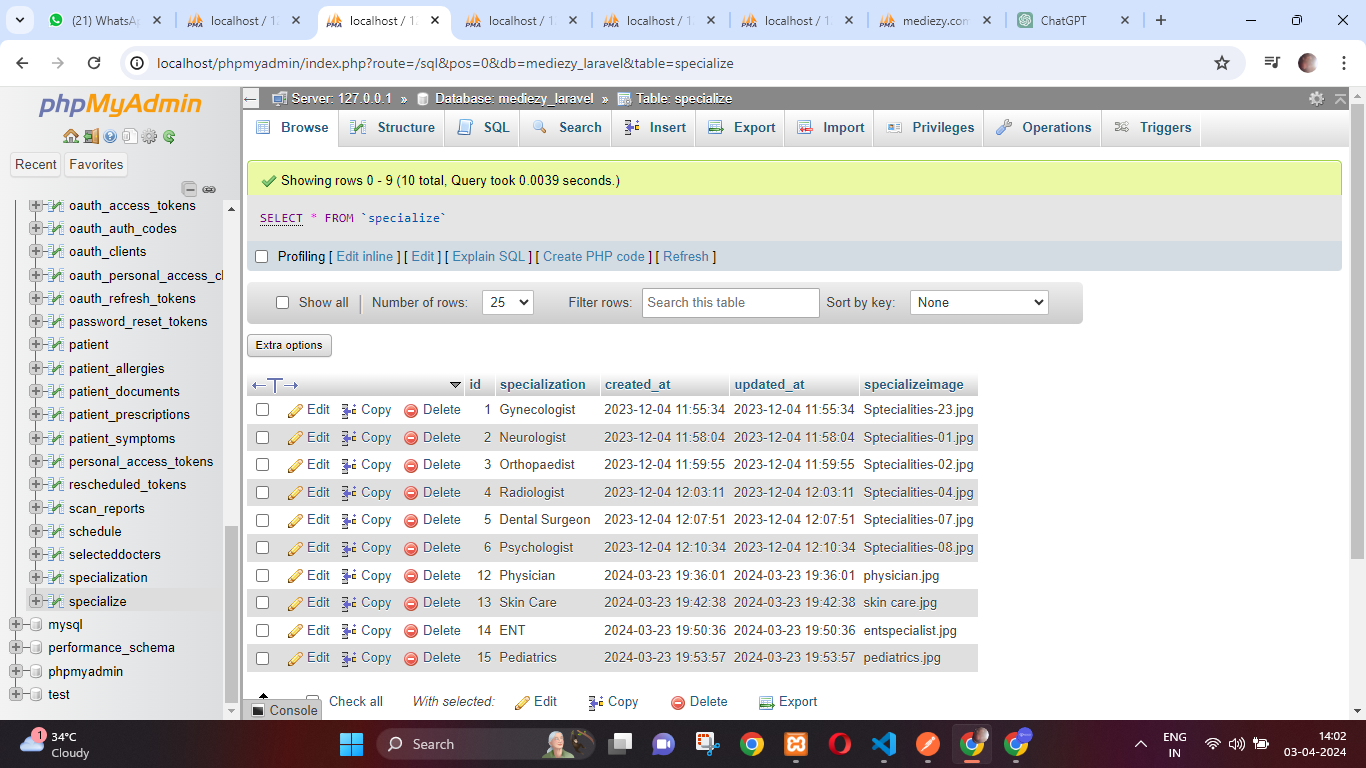 (21) WhatsA
localhost / 12
localhost / 12
localhost / 12
localhost / 12
localhost / 12
mediezy.com
ChatGPT
localhost/phpmyadmin/index.php?route=/sql&pos=0&db=mediezy_laravel&table=specialize
phpMyAdmin
Recent Favorites
oauth_access_tokens
oauth_auth_codes
oauth_clients
oauth_personal_access_cl
oauth_refresh_tokens
password_reset_tokens
patient
patient_allergies
patient_documents
patient_prescriptions
patient_symptoms
personal_access_tokens
rescheduled_tokens
scan_reports
schedule
selecteddocters
specialization
specialize
mysql
performance_schema
phpmyadmin
test
Server: 127.0.0.1 » Database: mediezy_laravel » Table: specialize
Browse Structure SQL Search Insert Export Import Privileges Operations Triggers
Showing rows 0 - 9 (10 total, Query took 0.0039 seconds.)
SELECT * FROM `specialize`
Profiling [ Edit inline ] [ Edit ] [ Explain SQL ] [ Create PHP code ] [ Refresh ]
Show all Number of rows: 25 Filter rows: Search this table Sort by key: None
Extra options
id specialization created_at updated_at specializeimage
Edit Copy Delete 1 Gynecologist 2023-12-04 11:55:34 2023-12-04 11:55:34 Sptecialities-23.jpg
Edit Copy Delete 2 Neurologist 2023-12-04 11:58:04 2023-12-04 11:58:04 Sptecialities-01.jpg
Edit Copy Delete 3 Orthopaedist 2023-12-04 11:59:55 2023-12-04 11:59:55 Sptecialities-02.jpg
Edit Copy Delete 4 Radiologist 2023-12-04 12:03:11 2023-12-04 12:03:11 Sptecialities-04.jpg
Edit Copy Delete 5 Dental Surgeon 2023-12-04 12:07:51 2023-12-04 12:07:51 Sptecialities-07.jpg
Edit Copy Delete 6 Psychologist 2023-12-04 12:10:34 2023-12-04 12:10:34 Sptecialities-08.jpg
Edit Copy Delete 12 Physician 2024-03-23 19:36:01 2024-03-23 19:36:01 physician.jpg
Edit Copy Delete 13 Skin Care 2024-03-23 19:42:38 2024-03-23 19:42:38 skin care.jpg
Edit Copy Delete 14 ENT 2024-03-23 19:50:36 2024-03-23 19:50:36 entspecialist.jpg
Edit Copy Delete 15 Pediatrics 2024-03-23 19:53:57 2024-03-23 19:53:57 pediatrics.jpg
Check all With selected: Edit Copy Delete Export
Console
1
34°C
Cloudy
Search
ENG
IN
14:02
03-04-2024